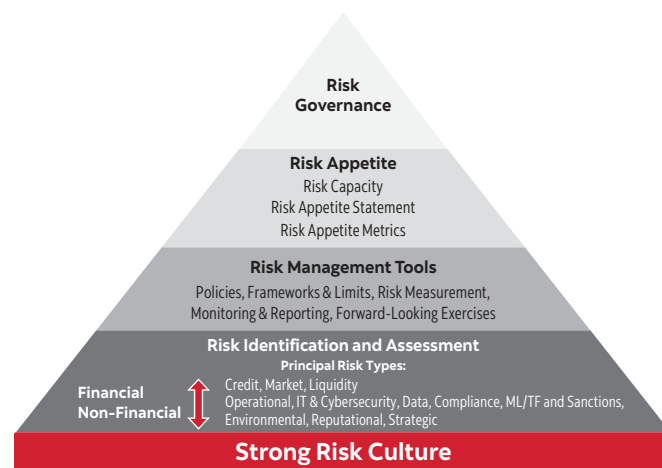 Risk
Governance
Risk Appetite
Risk Capacity
Risk Appetite Statement
Risk Appetite Metrics
Risk Management Tools
Policies, Frameworks & Limits, Risk Measurement,
Monitoring & Reporting, Forward-Looking Exercises
Risk Identification and Assessment
Principal Risk Types:
Financial
Non-Financial
Credit, Market, Liquidity
Operational, IT & Cybersecurity, Data, Compliance, ML/TF and Sanctions,
Environmental, Reputational, Strategic
Strong Risk Culture